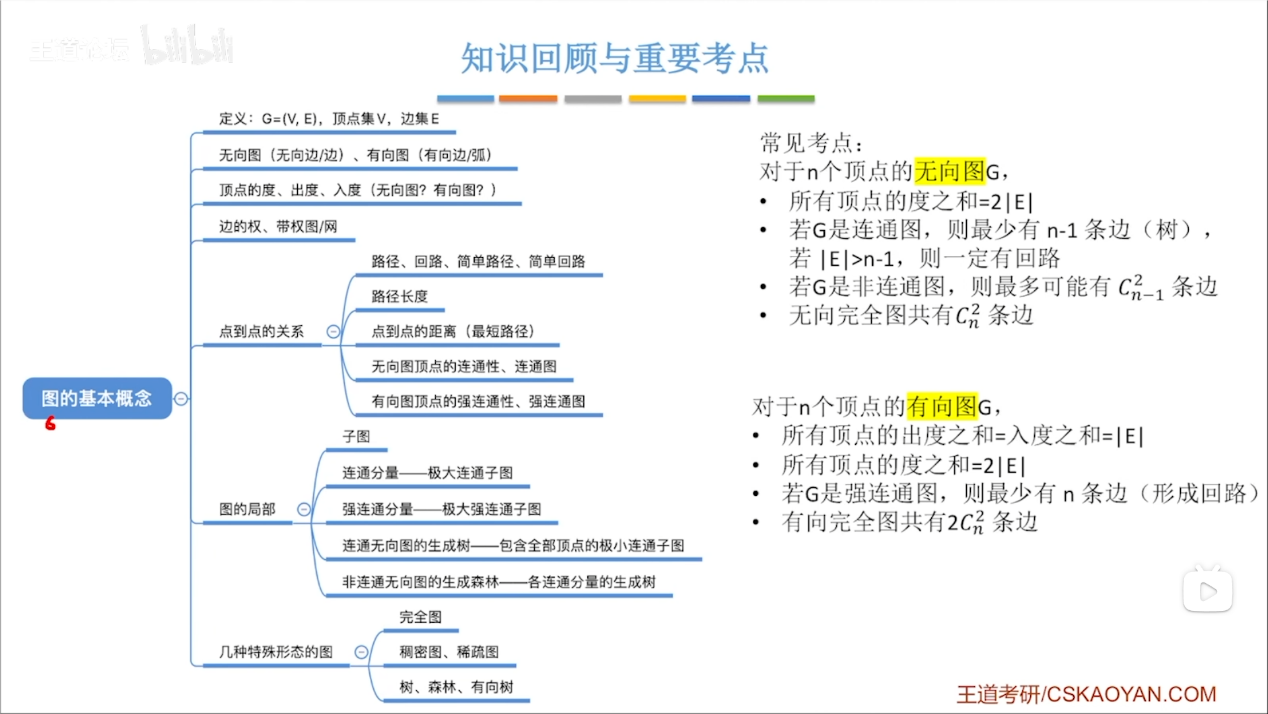 王道论坛 bilibili
知识回顾与重要考点
定义：G=(V, E)，顶点集V，边集E
无向图（无向边/边）、有向图（有向边/弧）
顶点的度、出度、入度（无向图？有向图？）
边的权、带权图/网
点到点的关系
路径、回路、简单路径、简单回路
路径长度
点到点的距离（最短路径）
无向图顶点的连通性、连通图
有向图顶点的强连通性、强连通图
图的基本概念
6
图的局部
子图
连通分量——极大连通子图
强连通分量——极大强连通子图
连通无向图的生成树——包含全部顶点的极小连通子图
非连通无向图的生成森林——各连通分量的生成树
几种特殊形态的图
完全图
稠密图、稀疏图
树、森林、有向树
常见考点：
对于n个顶点的无向图G，
• 所有顶点的度之和=2|E|
• 若G是连通图，则最少有 n-1 条边（树），
若 |E|>n-1，则一定有回路
• 若G是非连通图，则最多可能有 $C_{n-1}^{2}$ 条边
• 无向完全图共有$C_{n}^{2}$ 条边
对于n个顶点的有向图G，
• 所有顶点的出度之和=入度之和=|E|
• 所有顶点的度之和=2|E|
• 若G是强连通图，则最少有 n 条边（形成回路）
• 有向完全图共有$2C_{n}^{2}$ 条边
王道考研/CSKAOYAN.COM